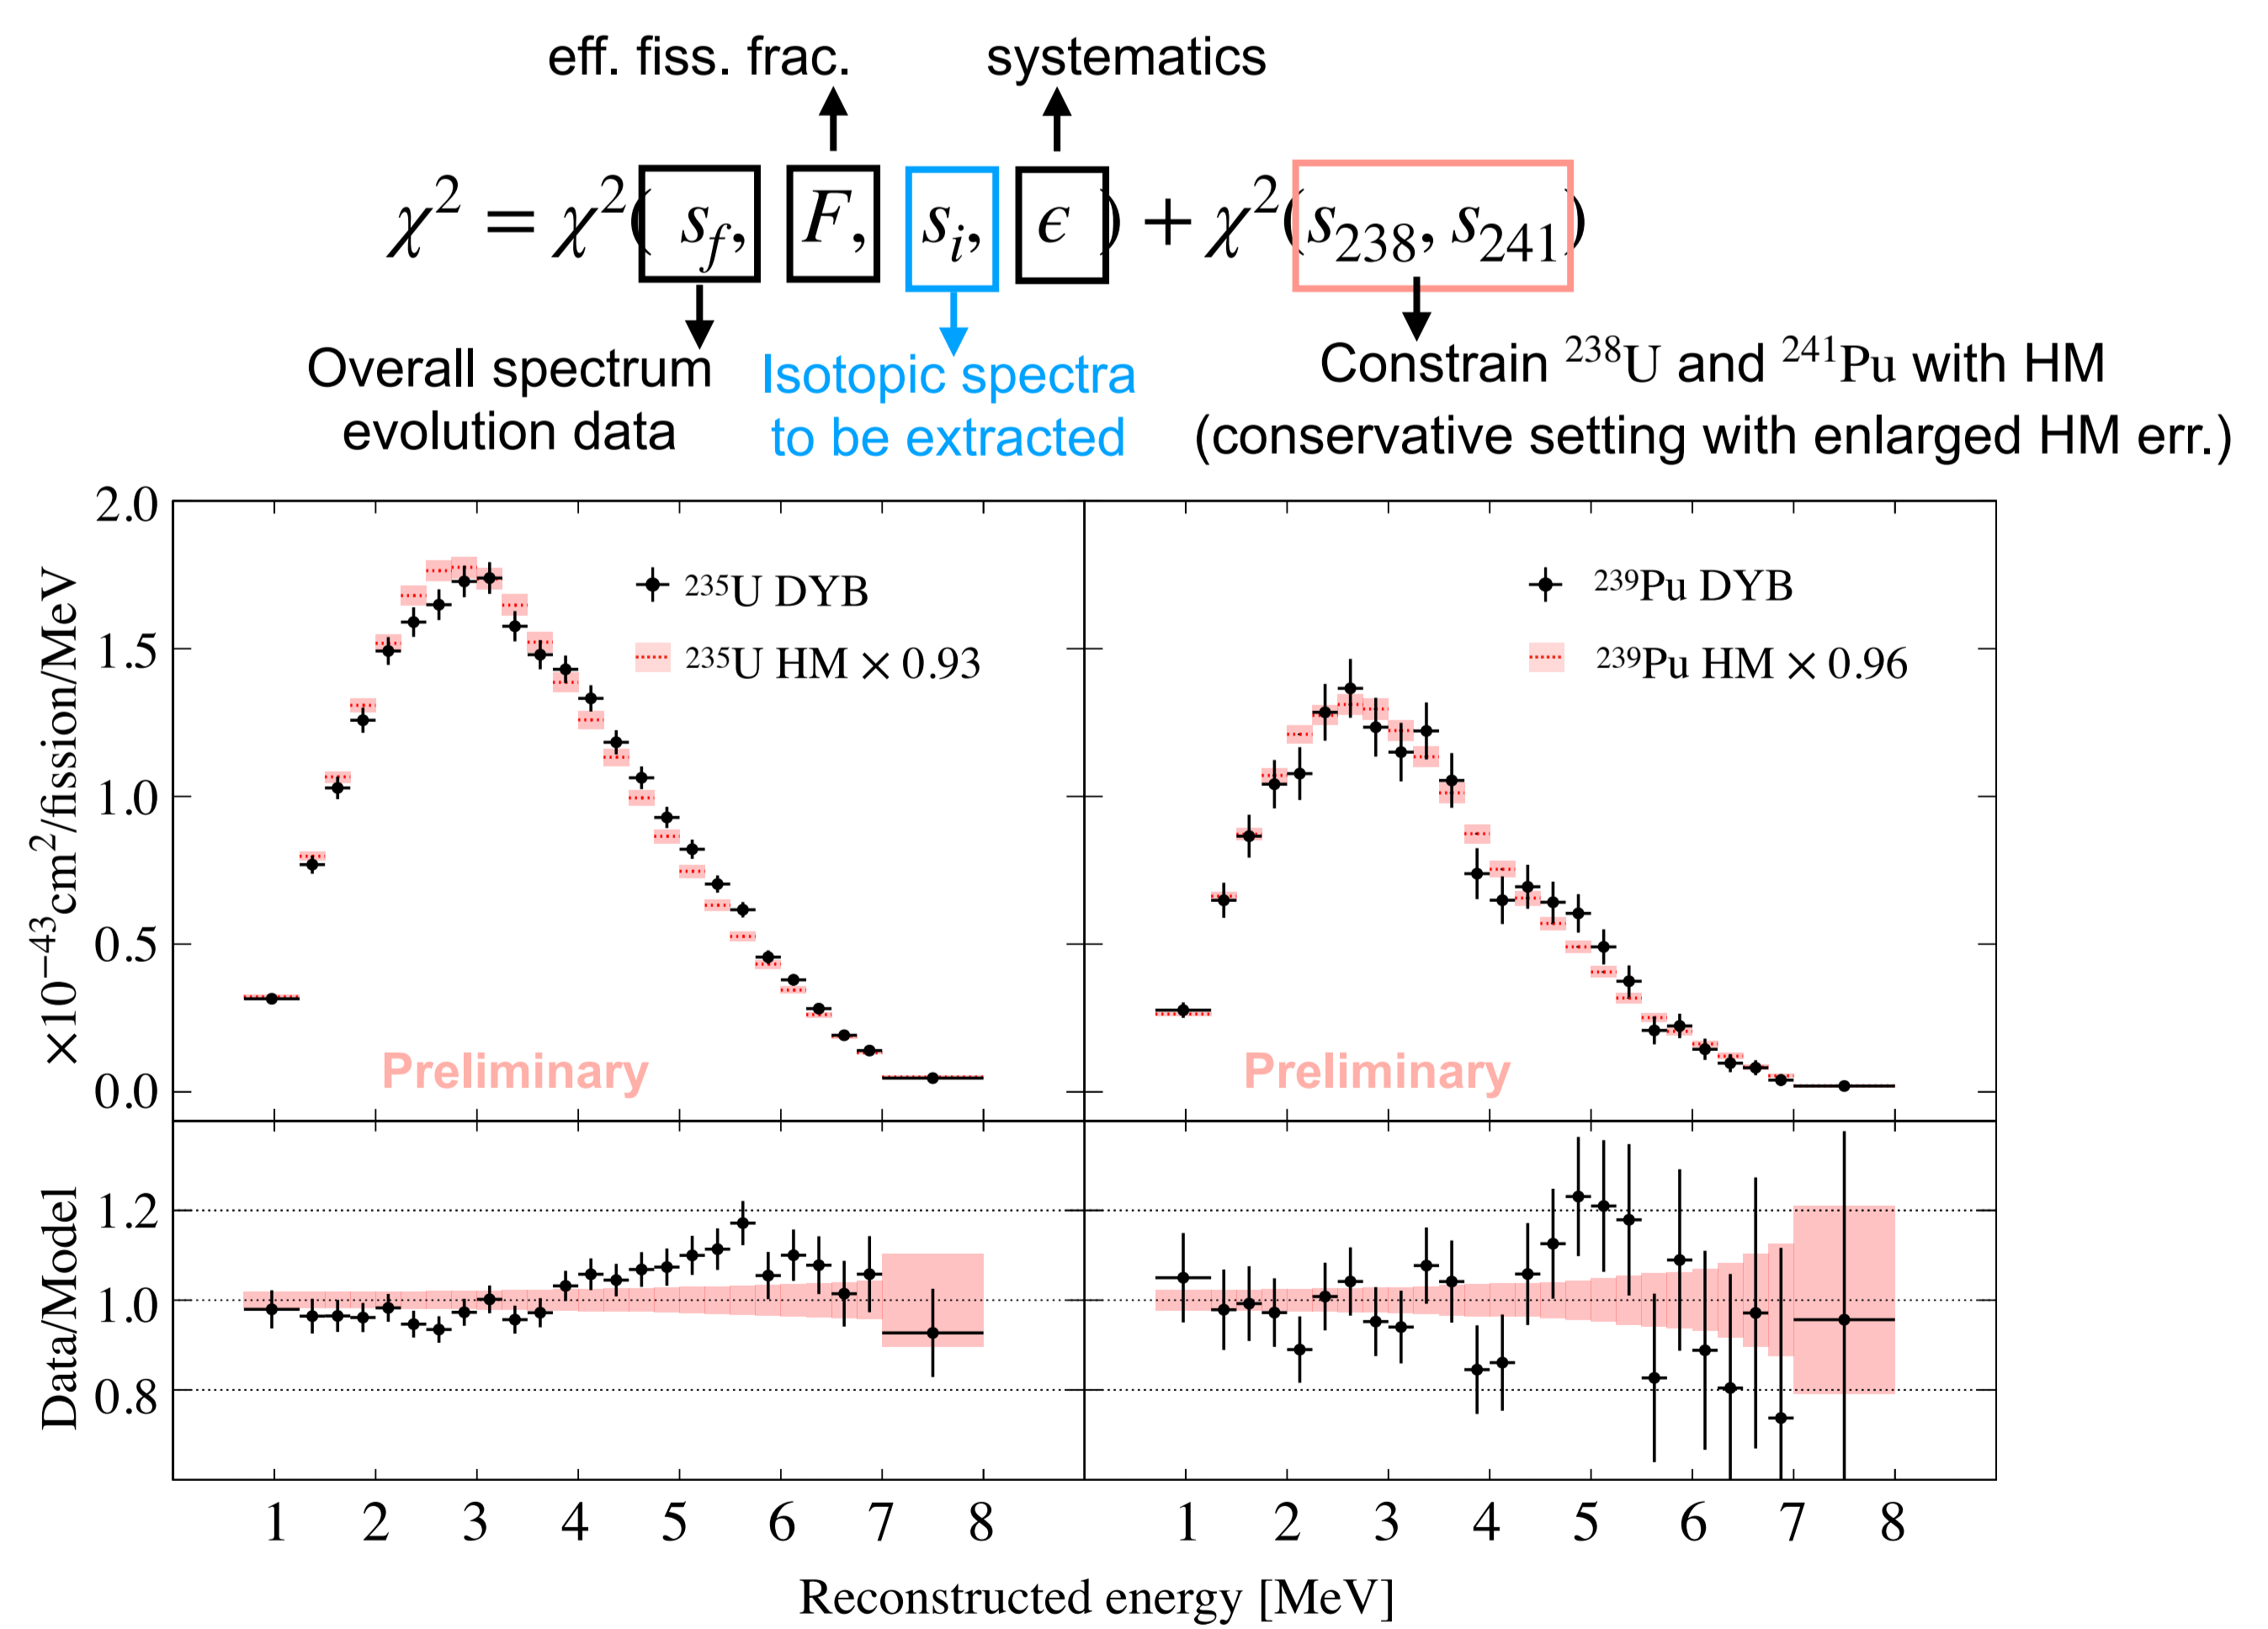 eff. fiss. frac. systematics
χ² = χ²( s_f, F, s_i, ϵ ) + χ²(s₂₃₈, s₂₄₁)
Overall spectrum
evolution data
Isotopic spectra
to be extracted
Constrain ²³⁸U and ²⁴¹Pu with HM
(conservative setting with enlarged HM err.)
×10⁻⁴³cm²/fission/MeV
2.0
1.5
1.0
0.5
0.0
²³⁵U DYB
²³⁵U HM × 0.93
Preliminary
²³⁹Pu DYB
²³⁹Pu HM × 0.96
Preliminary
Data/Model
1.2
1.0
0.8
1 2 3 4 5 6 7 8
1 2 3 4 5 6 7 8
Reconstructed energy [MeV]